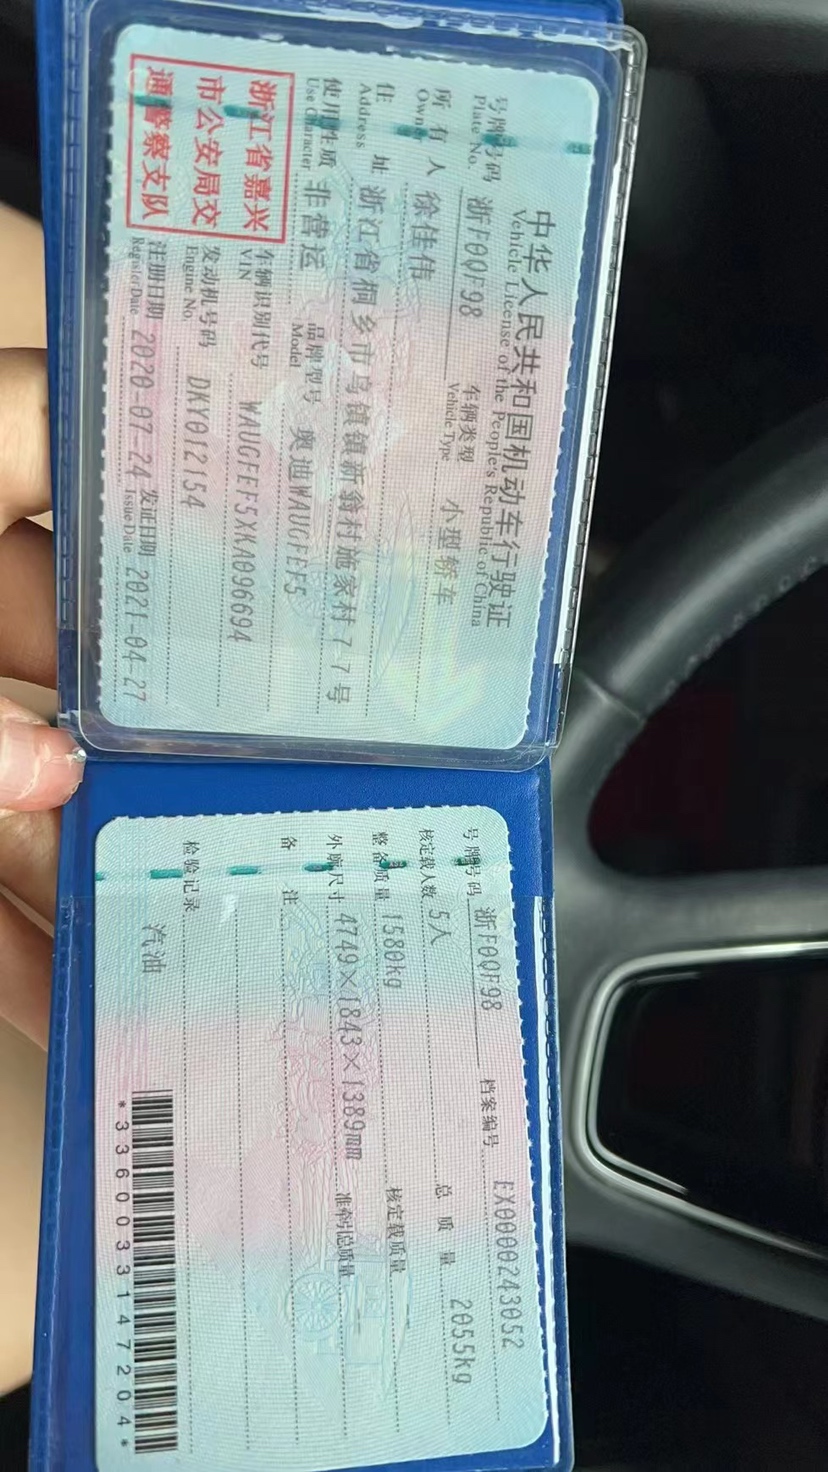 中华人民共和国机动车行驶证
Vehicle License of the People's Republic of China
号牌号码 浙F0QF98 车辆类型 小型轿车
Plate No. Vehicle Type
所有人 徐佳伟
Owner
住址 浙江省桐乡市乌镇镇新翁村施家村77号
Address
使用性质 非营运 品牌型号 奥迪WAUGFEF5
Use Character Model
浙江省嘉兴
市公安局交
通警察支队
车辆识别代号 WAUGFEF5XKA096694
VIN
发动机号码 DKY012154
Engine No.
注册日期 2020-07-24 发证日期 2021-04-27
Register Date Issue Date
号牌号码 浙F0QF98 档案编号 EX0000243052
核定载人数 5人 总质量 2055kg
整备质量 1580kg 核定载质量
外廓尺寸 4749×1843×1389mm 准牵引总质量
备注
检验记录
汽油
*3360033147204*